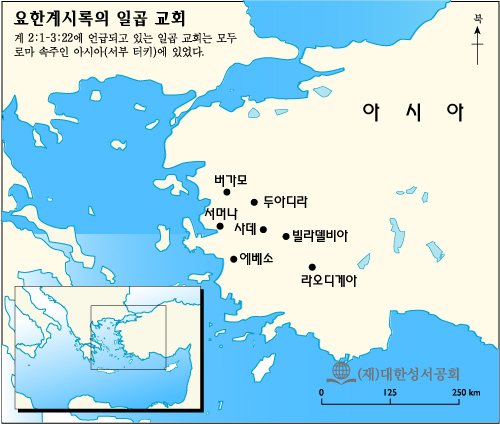 요한계시록의 일곱 교회
계 2:1-3:22에 언급되고 있는 일곱 교회는 모두
로마 속주인 아시아(서부 터키)에 있었다.
북
아 시 아
버가모
두아디라
서머나
사데
빌라델비아
에베소
라오디게아
(재)대한성서공회
0 125 250 km